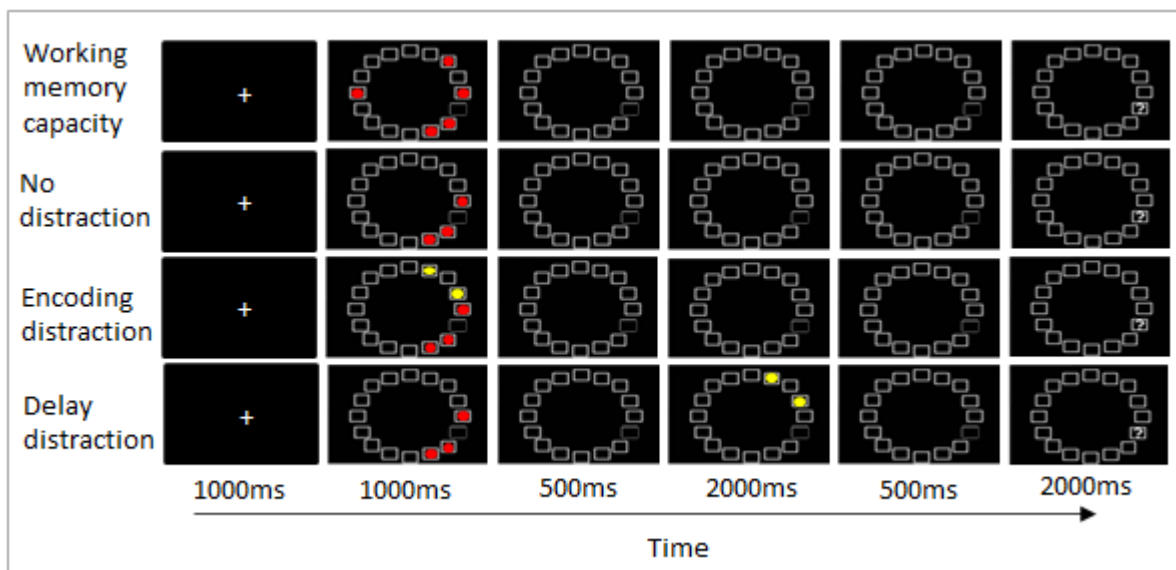 Working
memory
capacity
+
?
No
distraction
+
?
Encoding
distraction
+
?
Delay
distraction
+
?
1000ms 1000ms 500ms 2000ms 500ms 2000ms
Time